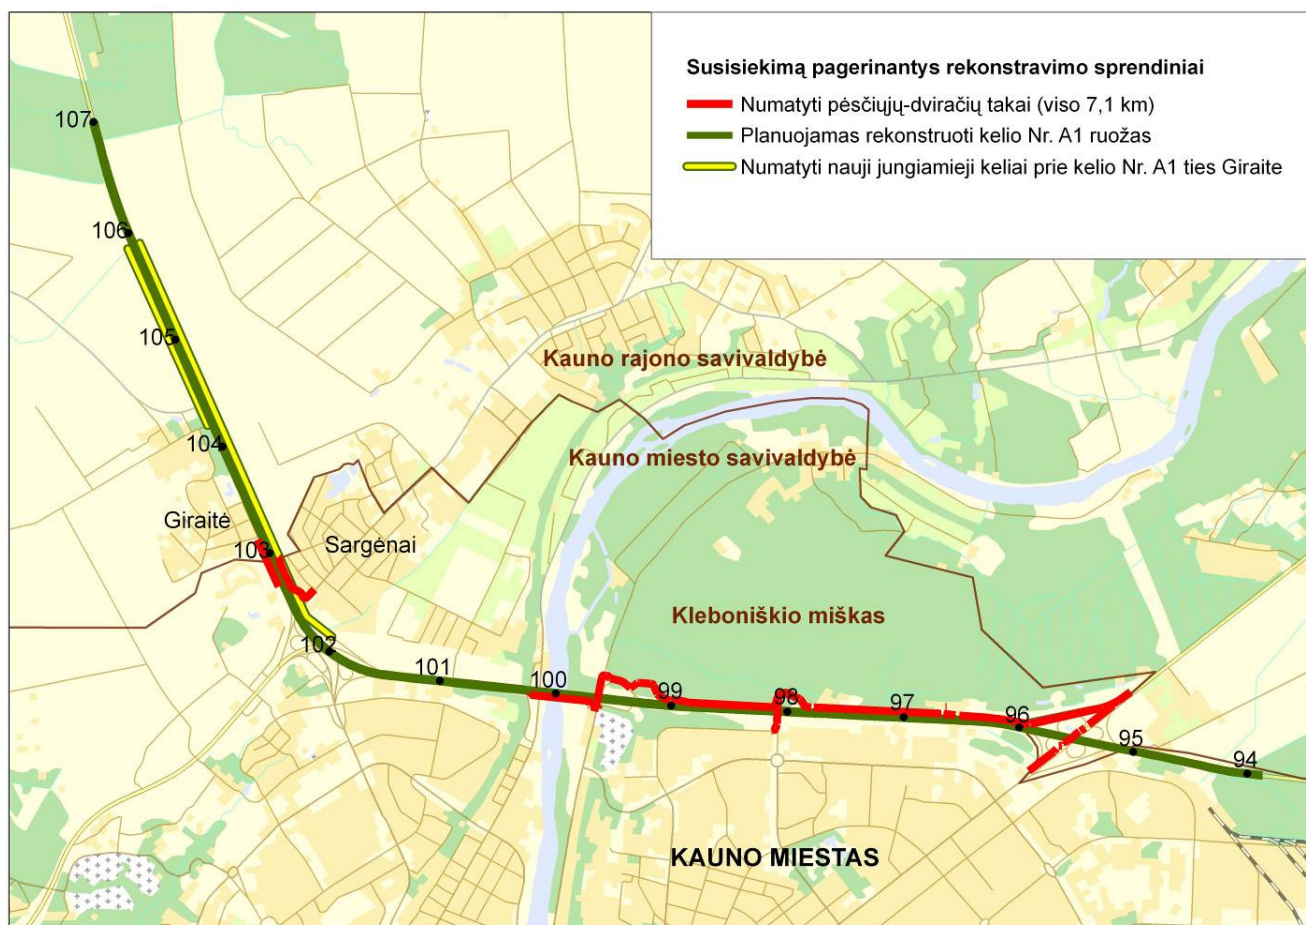 Susisiekimą pagerinantys rekonstravimo sprendiniai
Numatyti pėsčiųjų-dviračių takai (viso 7,1 km)
Planuojamas rekonstruoti kelio Nr. A1 ruožas
Numatyti nauji jungiamieji keliai prie kelio Nr. A1 ties Giraite
107
106
105
Kauno rajono savivaldybė
104
Kauno miesto savivaldybė
Giraitė
103
Sargėnai
Kleboniškio miškas
102
101
100
99
98
97
96
95
94
KAUNO MIESTAS